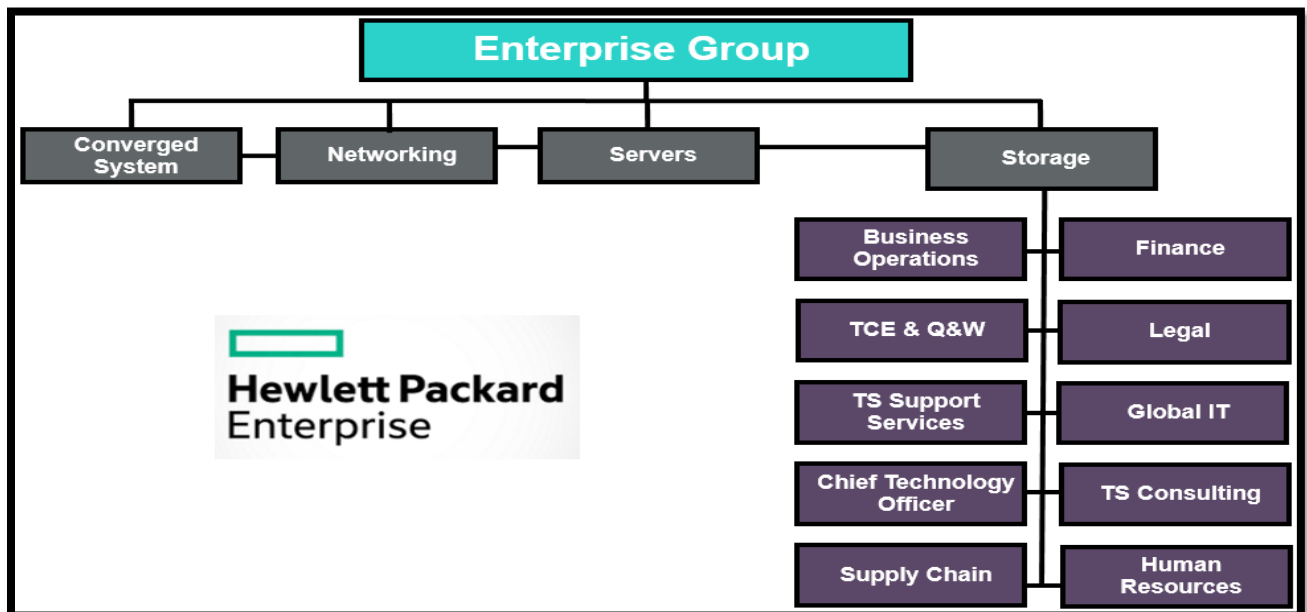 Enterprise Group
Converged
System
Networking
Servers
Storage
Business
Operations
Finance
TCE & Q&W
Legal
TS Support
Services
Global IT
Chief Technology
Officer
TS Consulting
Supply Chain
Human
Resources
Hewlett Packard
Enterprise